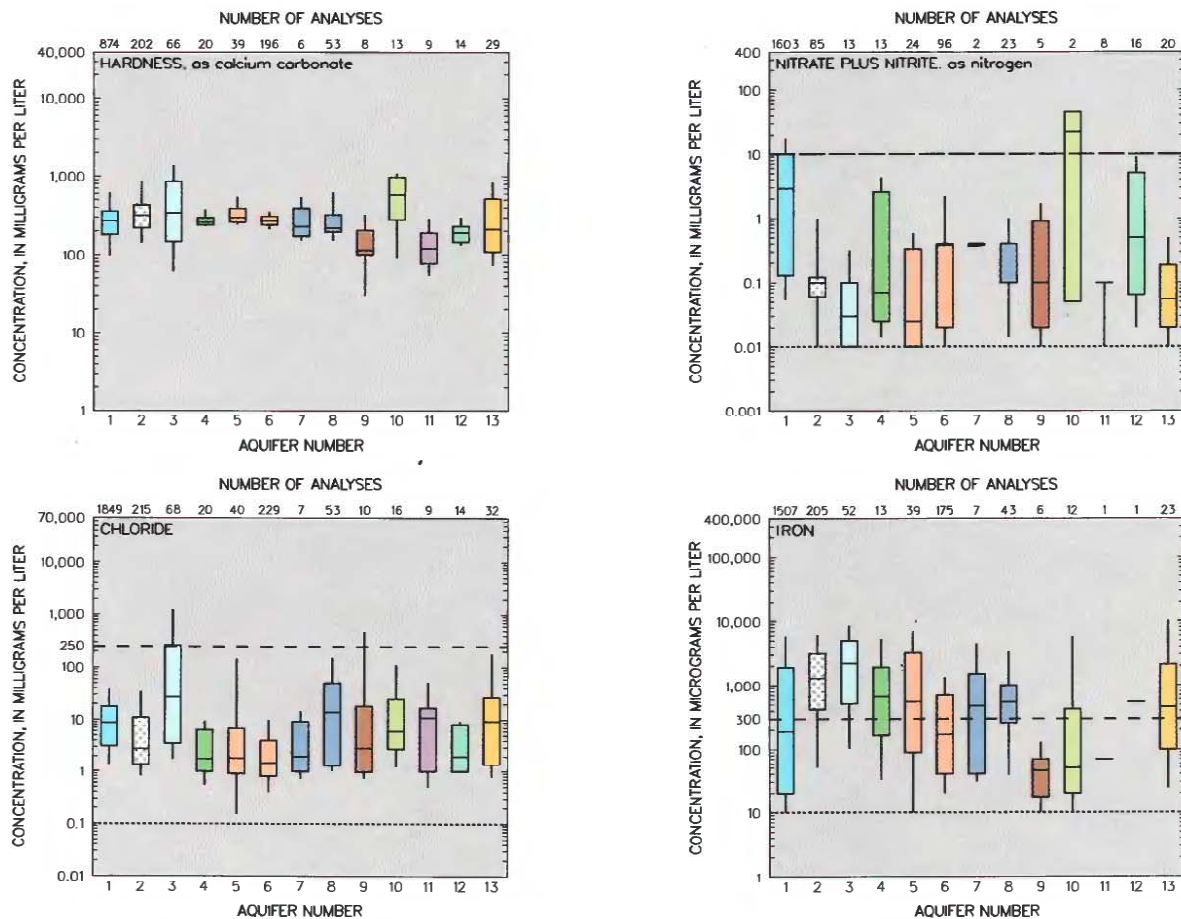 NUMBER OF ANALYSES
874 202 66 20 39 196 6 53 8 13 9 14 29
HARDNESS, as calcium carbonate
CONCENTRATION, IN MILLIGRAMS PER LITER
40,000
10,000
1,000
100
10
1
1 2 3 4 5 6 7 8 9 10 11 12 13
AQUIFER NUMBER
NUMBER OF ANALYSES
1603 85 13 13 24 96 2 23 5 2 8 16 20
NITRATE PLUS NITRITE, as nitrogen
CONCENTRATION, IN MILLIGRAMS PER LITER
400
100
10
1
0.1
0.01
0.001
1 2 3 4 5 6 7 8 9 10 11 12 13
AQUIFER NUMBER
NUMBER OF ANALYSES
1849 215 68 20 40 229 7 53 10 16 9 14 32
CHLORIDE
CONCENTRATION, IN MILLIGRAMS PER LITER
70,000
10,000
1,000
250
100
10
1
0.1
0.01
1 2 3 4 5 6 7 8 9 10 11 12 13
AQUIFER NUMBER
NUMBER OF ANALYSES
1507 205 52 13 39 175 7 43 6 12 1 1 23
IRON
CONCENTRATION, IN MICROGRAMS PER LITER
400,000
100,000
10,000
1,000
300
100
10
1
1 2 3 4 5 6 7 8 9 10 11 12 13
AQUIFER NUMBER